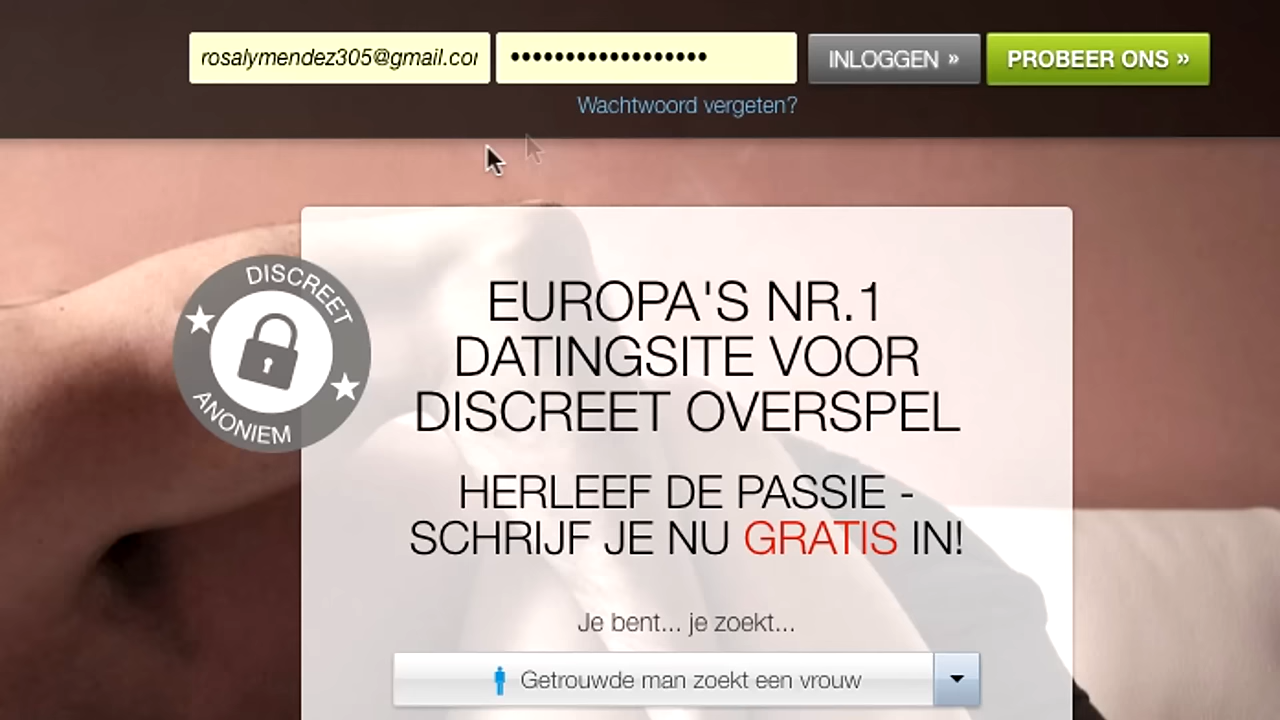 rosalymendez305@gmail.co
••••••••••••••••••
INLOGGEN »
PROBEER ONS »
Wachtwoord vergeten?
DISCREET
ANONIEM
EUROPA'S NR.1
DATINGSITE VOOR
DISCREET OVERSPEL
HERLEEF DE PASSIE -
SCHRIJF JE NU GRATIS IN!
Je bent... je zoekt...
Getrouwde man zoekt een vrouw